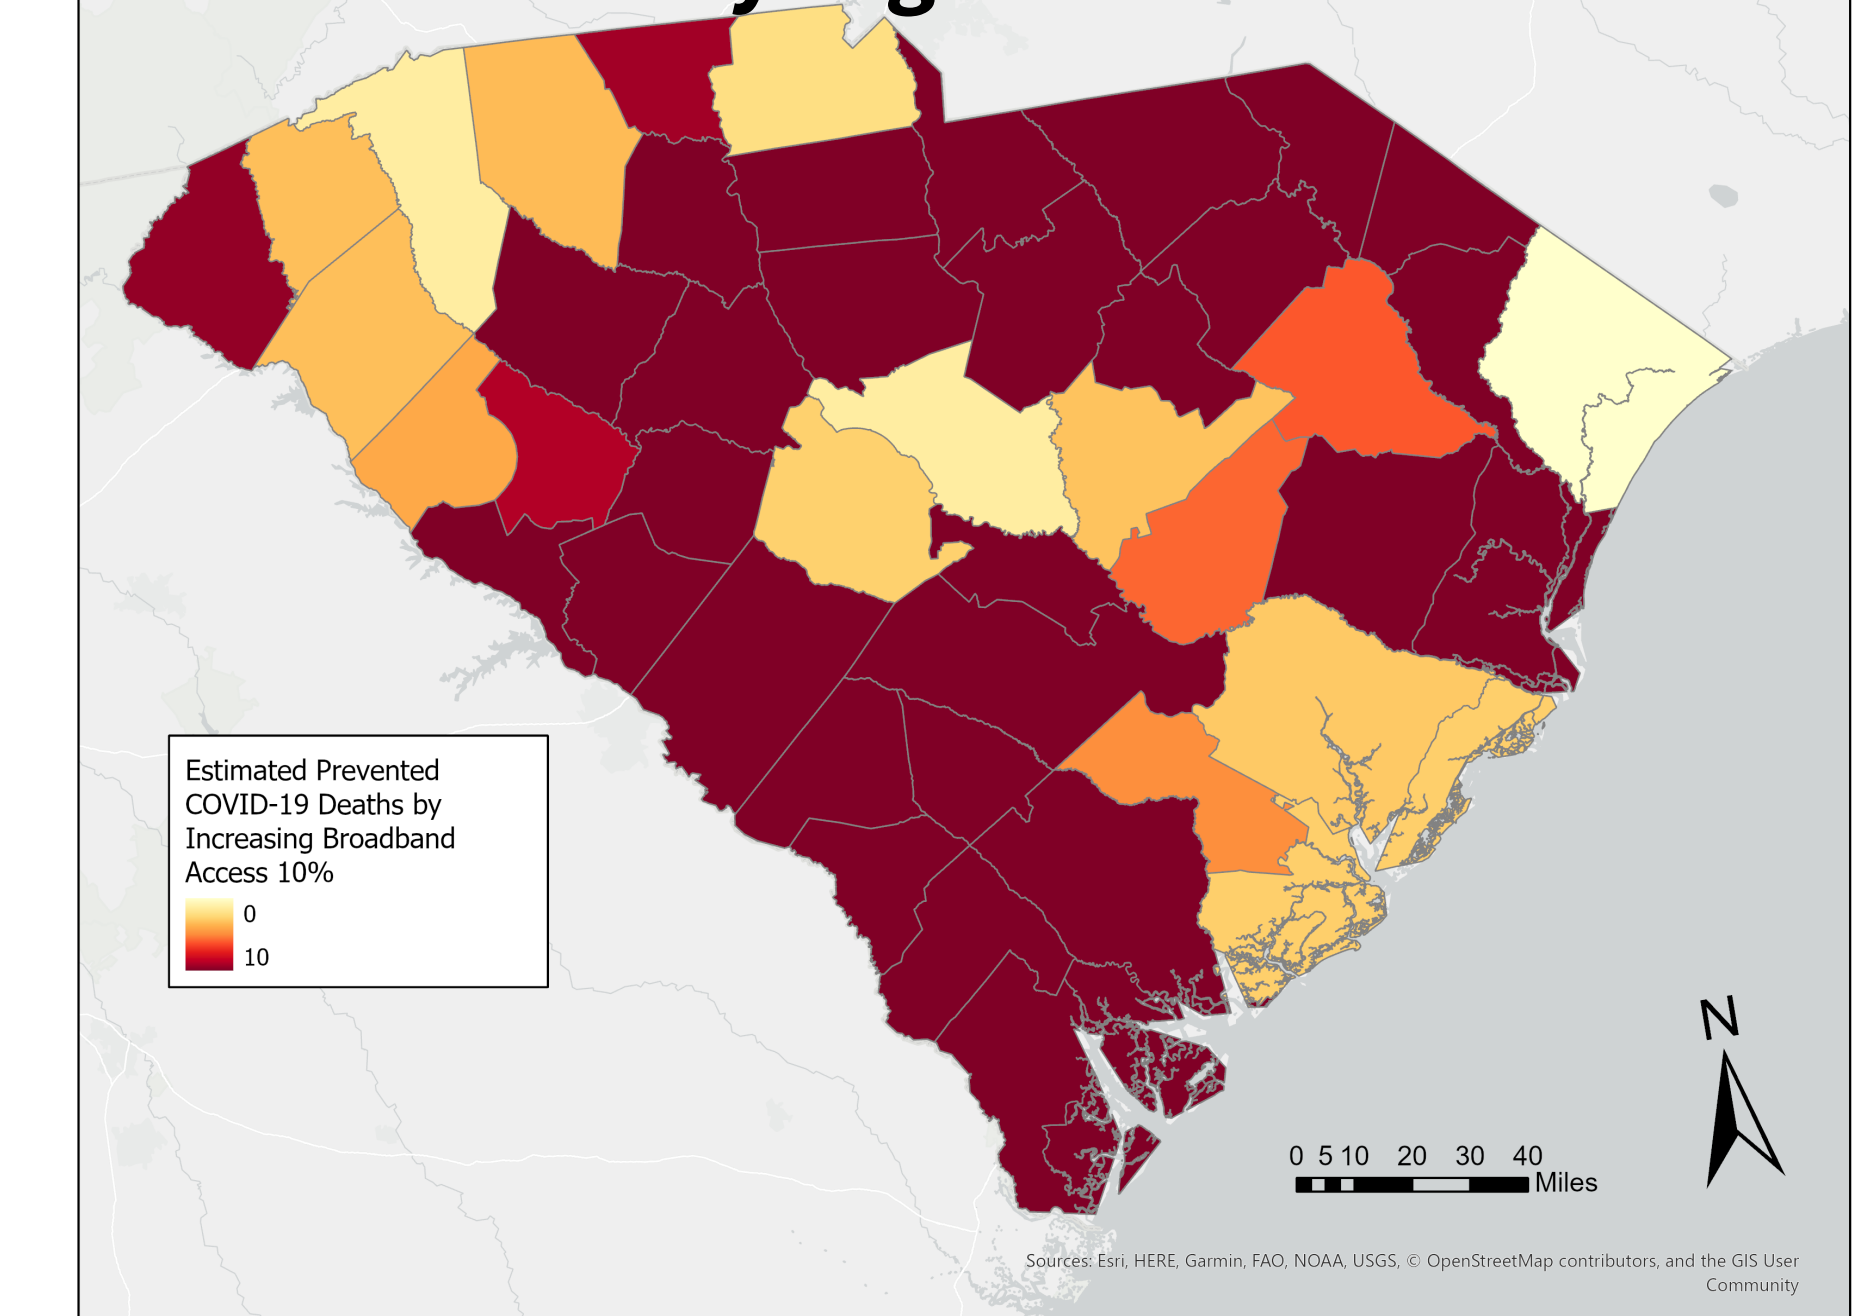 Estimated Prevented
COVID-19 Deaths by
Increasing Broadband
Access 10%
0
10
N
0 5 10 20 30 40
Miles
Sources: Esri, HERE, Garmin, FAO, NOAA, USGS, © OpenStreetMap contributors, and the GIS User
Community